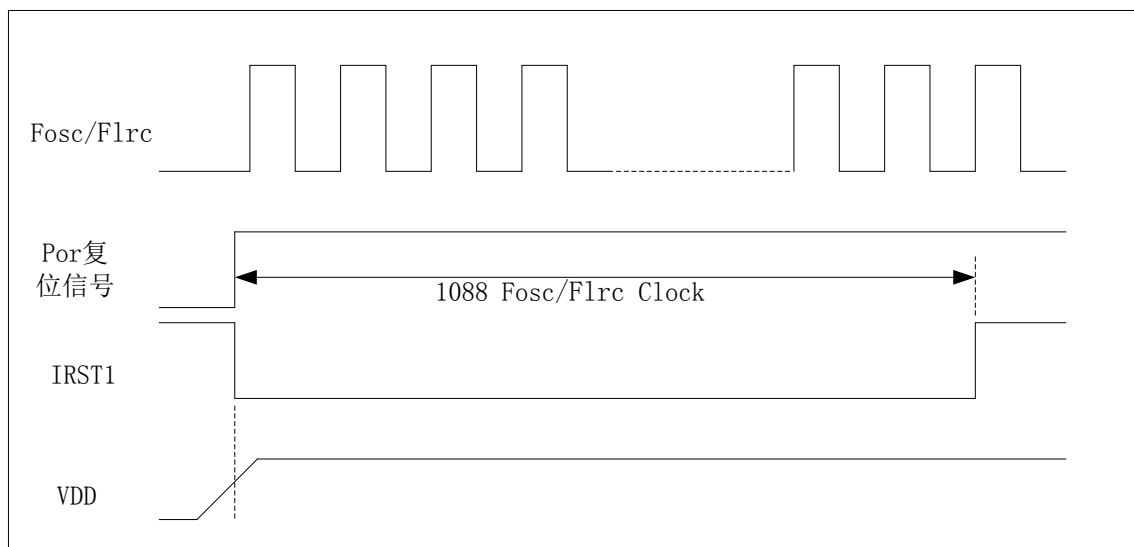 Fosc/Flrc
Por复
位信号
1088 Fosc/Flrc Clock
IRST1
VDD